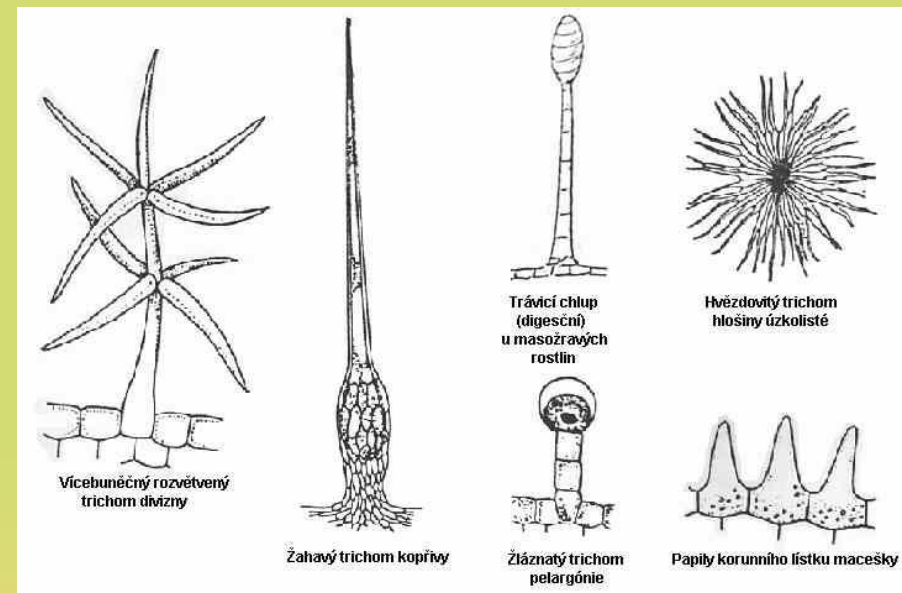 Vícebuněčný rozvětvený
trichom divizny
Žahavý trichom kopřivy
Trávicí chlup
(digesční)
u masožravých
rostlin
Hvězdovitý trichom
hlošiny úzkolisté
Žláznatý trichom
pelargónie
Papily korunního lístku macešky